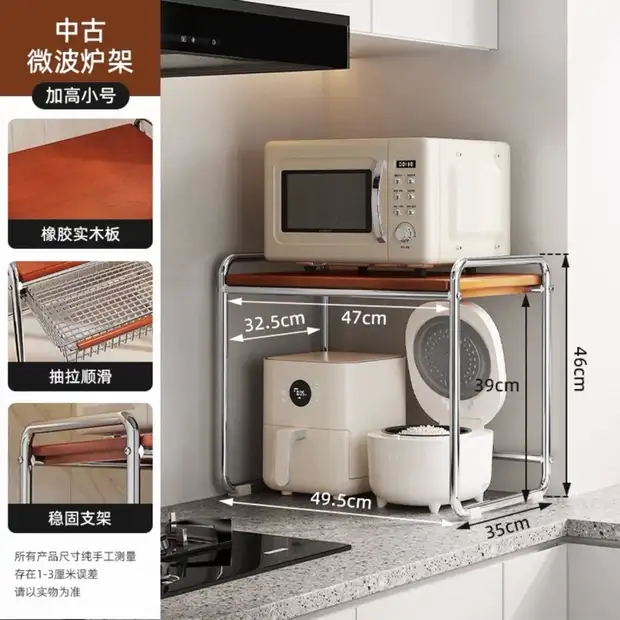 中古
微波炉架
加高小号
橡胶实木板
抽拉顺滑
稳固支架
所有产品尺寸纯手工测量
存在1-3厘米误差
请以实物为准
47cm
32.5cm
39cm
46cm
49.5cm
35cm